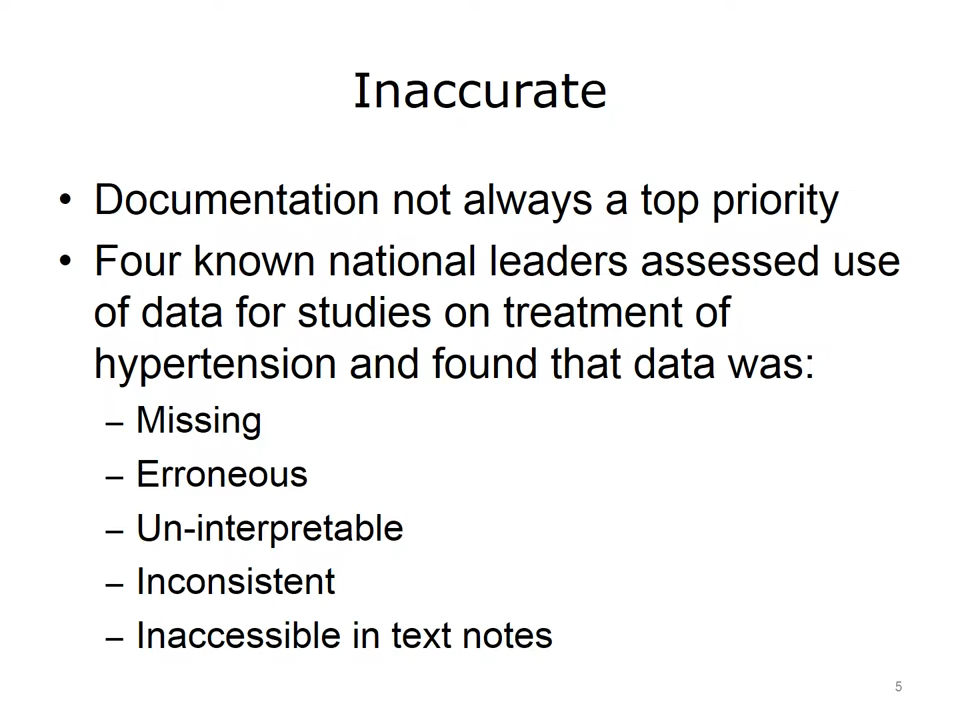 Inaccurate
• Documentation not always a top priority
• Four known national leaders assessed use
of data for studies on treatment of
hypertension and found that data was:
– Missing
– Erroneous
– Un-interpretable
– Inconsistent
– Inaccessible in text notes
5